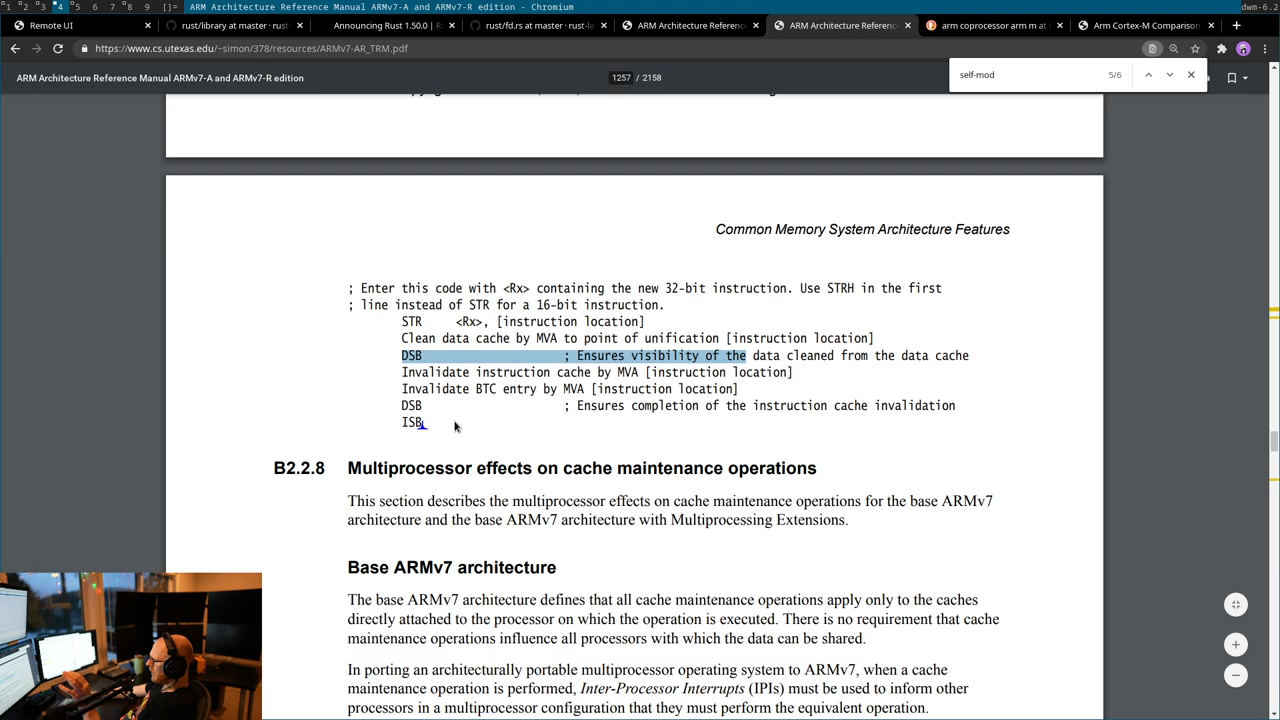 1 2 3 4 5 6 7 8 9 []= ARM Architecture Reference Manual ARMv7-A and ARMv7-R edition - Chromium dwm-6.2
Remote UI × rust/library at master · rust-l × Announcing Rust 1.50.0 | R × rust/fd.rs at master · rust-la × ARM Architecture Reference × ARM Architecture Referenc × arm coprocessor arm m at × Arm Cortex-M Comparison × +
https://www.cs.utexas.edu/~simon/378/resources/ARMv7-AR_TRM.pdf
ARM Architecture Reference Manual ARMv7-A and ARMv7-R edition 1257 / 2158
self-mod 5/6
Common Memory System Architecture Features
; Enter this code with <Rx> containing the new 32-bit instruction. Use STRH in the first
; line instead of STR for a 16-bit instruction.
STR <Rx>, [instruction location]
Clean data cache by MVA to point of unification [instruction location]
DSB ; Ensures visibility of the data cleaned from the data cache
Invalidate instruction cache by MVA [instruction location]
Invalidate BTC entry by MVA [instruction location]
DSB ; Ensures completion of the instruction cache invalidation
ISB
B2.2.8 Multiprocessor effects on cache maintenance operations
This section describes the multiprocessor effects on cache maintenance operations for the base ARMv7
architecture and the base ARMv7 architecture with Multiprocessing Extensions.
Base ARMv7 architecture
The base ARMv7 architecture defines that all cache maintenance operations apply only to the caches
directly attached to the processor on which the operation is executed. There is no requirement that cache
maintenance operations influence all processors with which the data can be shared.
In porting an architecturally portable multiprocessor operating system to ARMv7, when a cache
maintenance operation is performed, Inter-Processor Interrupts (IPIs) must be used to inform other
processors in a multiprocessor configuration that they must perform the equivalent operation.